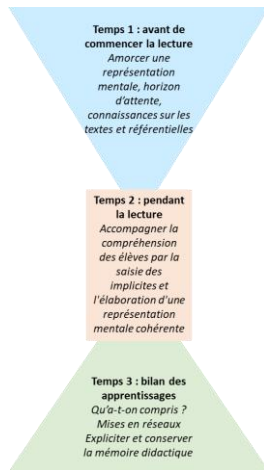 Temps 1 : avant de
commencer la lecture
Amorcer une
représentation
mentale, horizon
d'attente,
connaissances sur les
textes et référentielles
Temps 2 : pendant
la lecture
Accompagner la
compréhension
des élèves par la
saisie des
implicites et
l'élaboration d'une
représentation
mentale cohérente
Temps 3 : bilan des
apprentissages
Qu'a-t-on compris ?
Mises en réseaux
Expliciter et conserver
la mémoire didactique